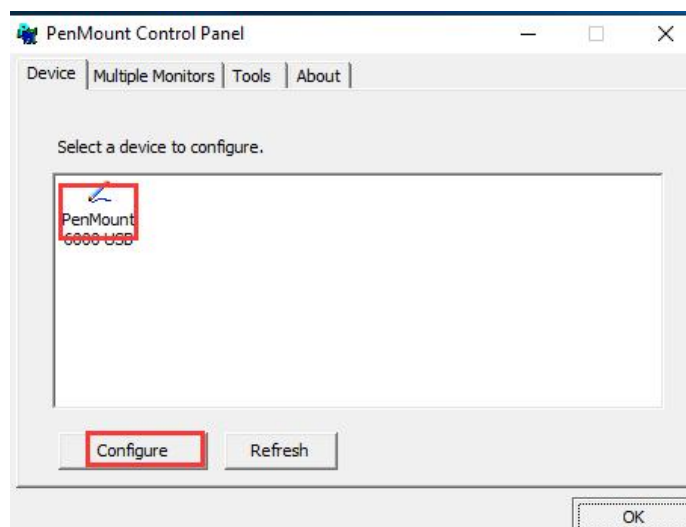 PenMount Control Panel
Device Multiple Monitors Tools About
Select a device to configure.
PenMount
6000 USB
Configure Refresh
OK